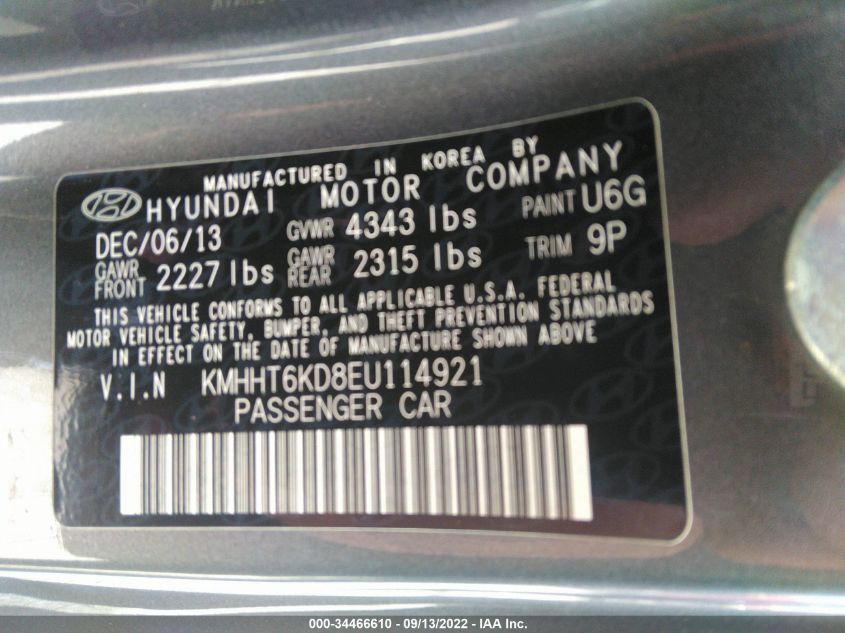 MANUFACTURED IN KOREA BY
HYUNDAI MOTOR COMPANY
DEC/06/13 GVWR 4343 lbs PAINT U6G
GAWR FRONT 2227 lbs GAWR REAR 2315 lbs TRIM 9P
THIS VEHICLE CONFORMS TO ALL APPLICABLE U.S.A. FEDERAL
MOTOR VEHICLE SAFETY, BUMPER, AND THEFT PREVENTION STANDARDS
IN EFFECT ON THE DATE OF MANUFACTURE SHOWN ABOVE
V.I.N KMHHT6KD8EU114921
PASSENGER CAR
000-34466610 - 09/13/2022 - IAA Inc.